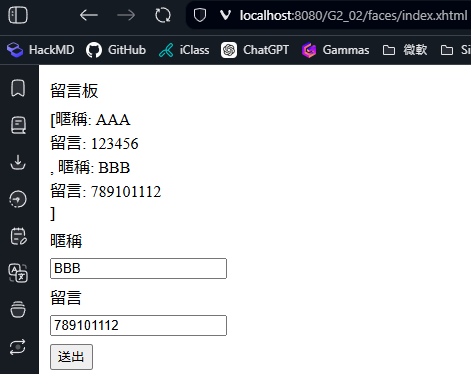 localhost:8080/G2_02/faces/index.xhtml
HackMD GitHub iClass ChatGPT Gammas 微軟 Si
留言板
[暱稱: AAA
留言: 123456
, 暱稱: BBB
留言: 789101112
]
暱稱
BBB
留言
789101112
送出